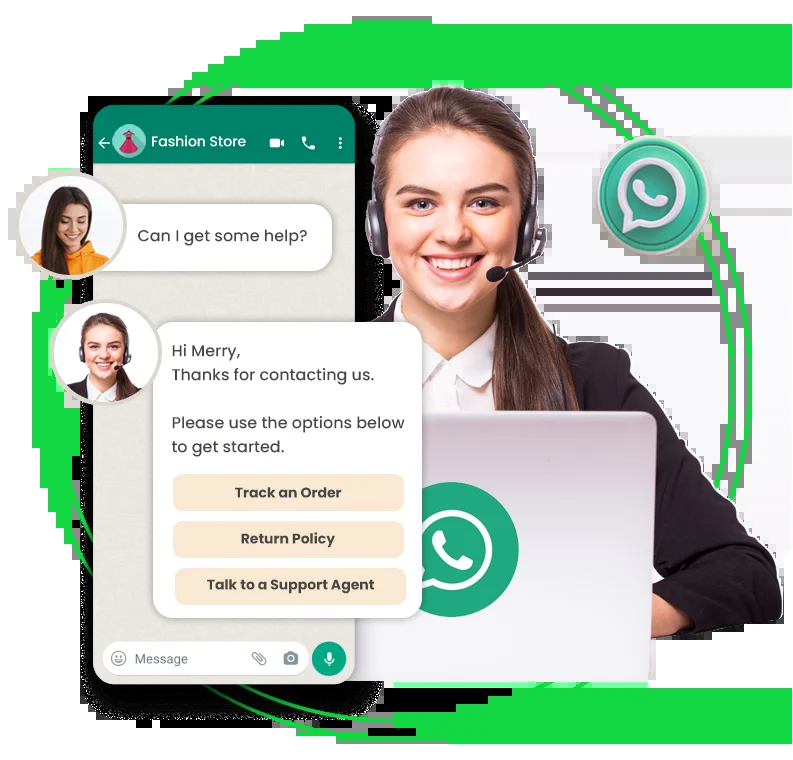 Fashion Store
Can I get some help?
Hi Merry,
Thanks for contacting us.
Please use the options below
to get started.
Track an Order
Return Policy
Talk to a Support Agent
Message